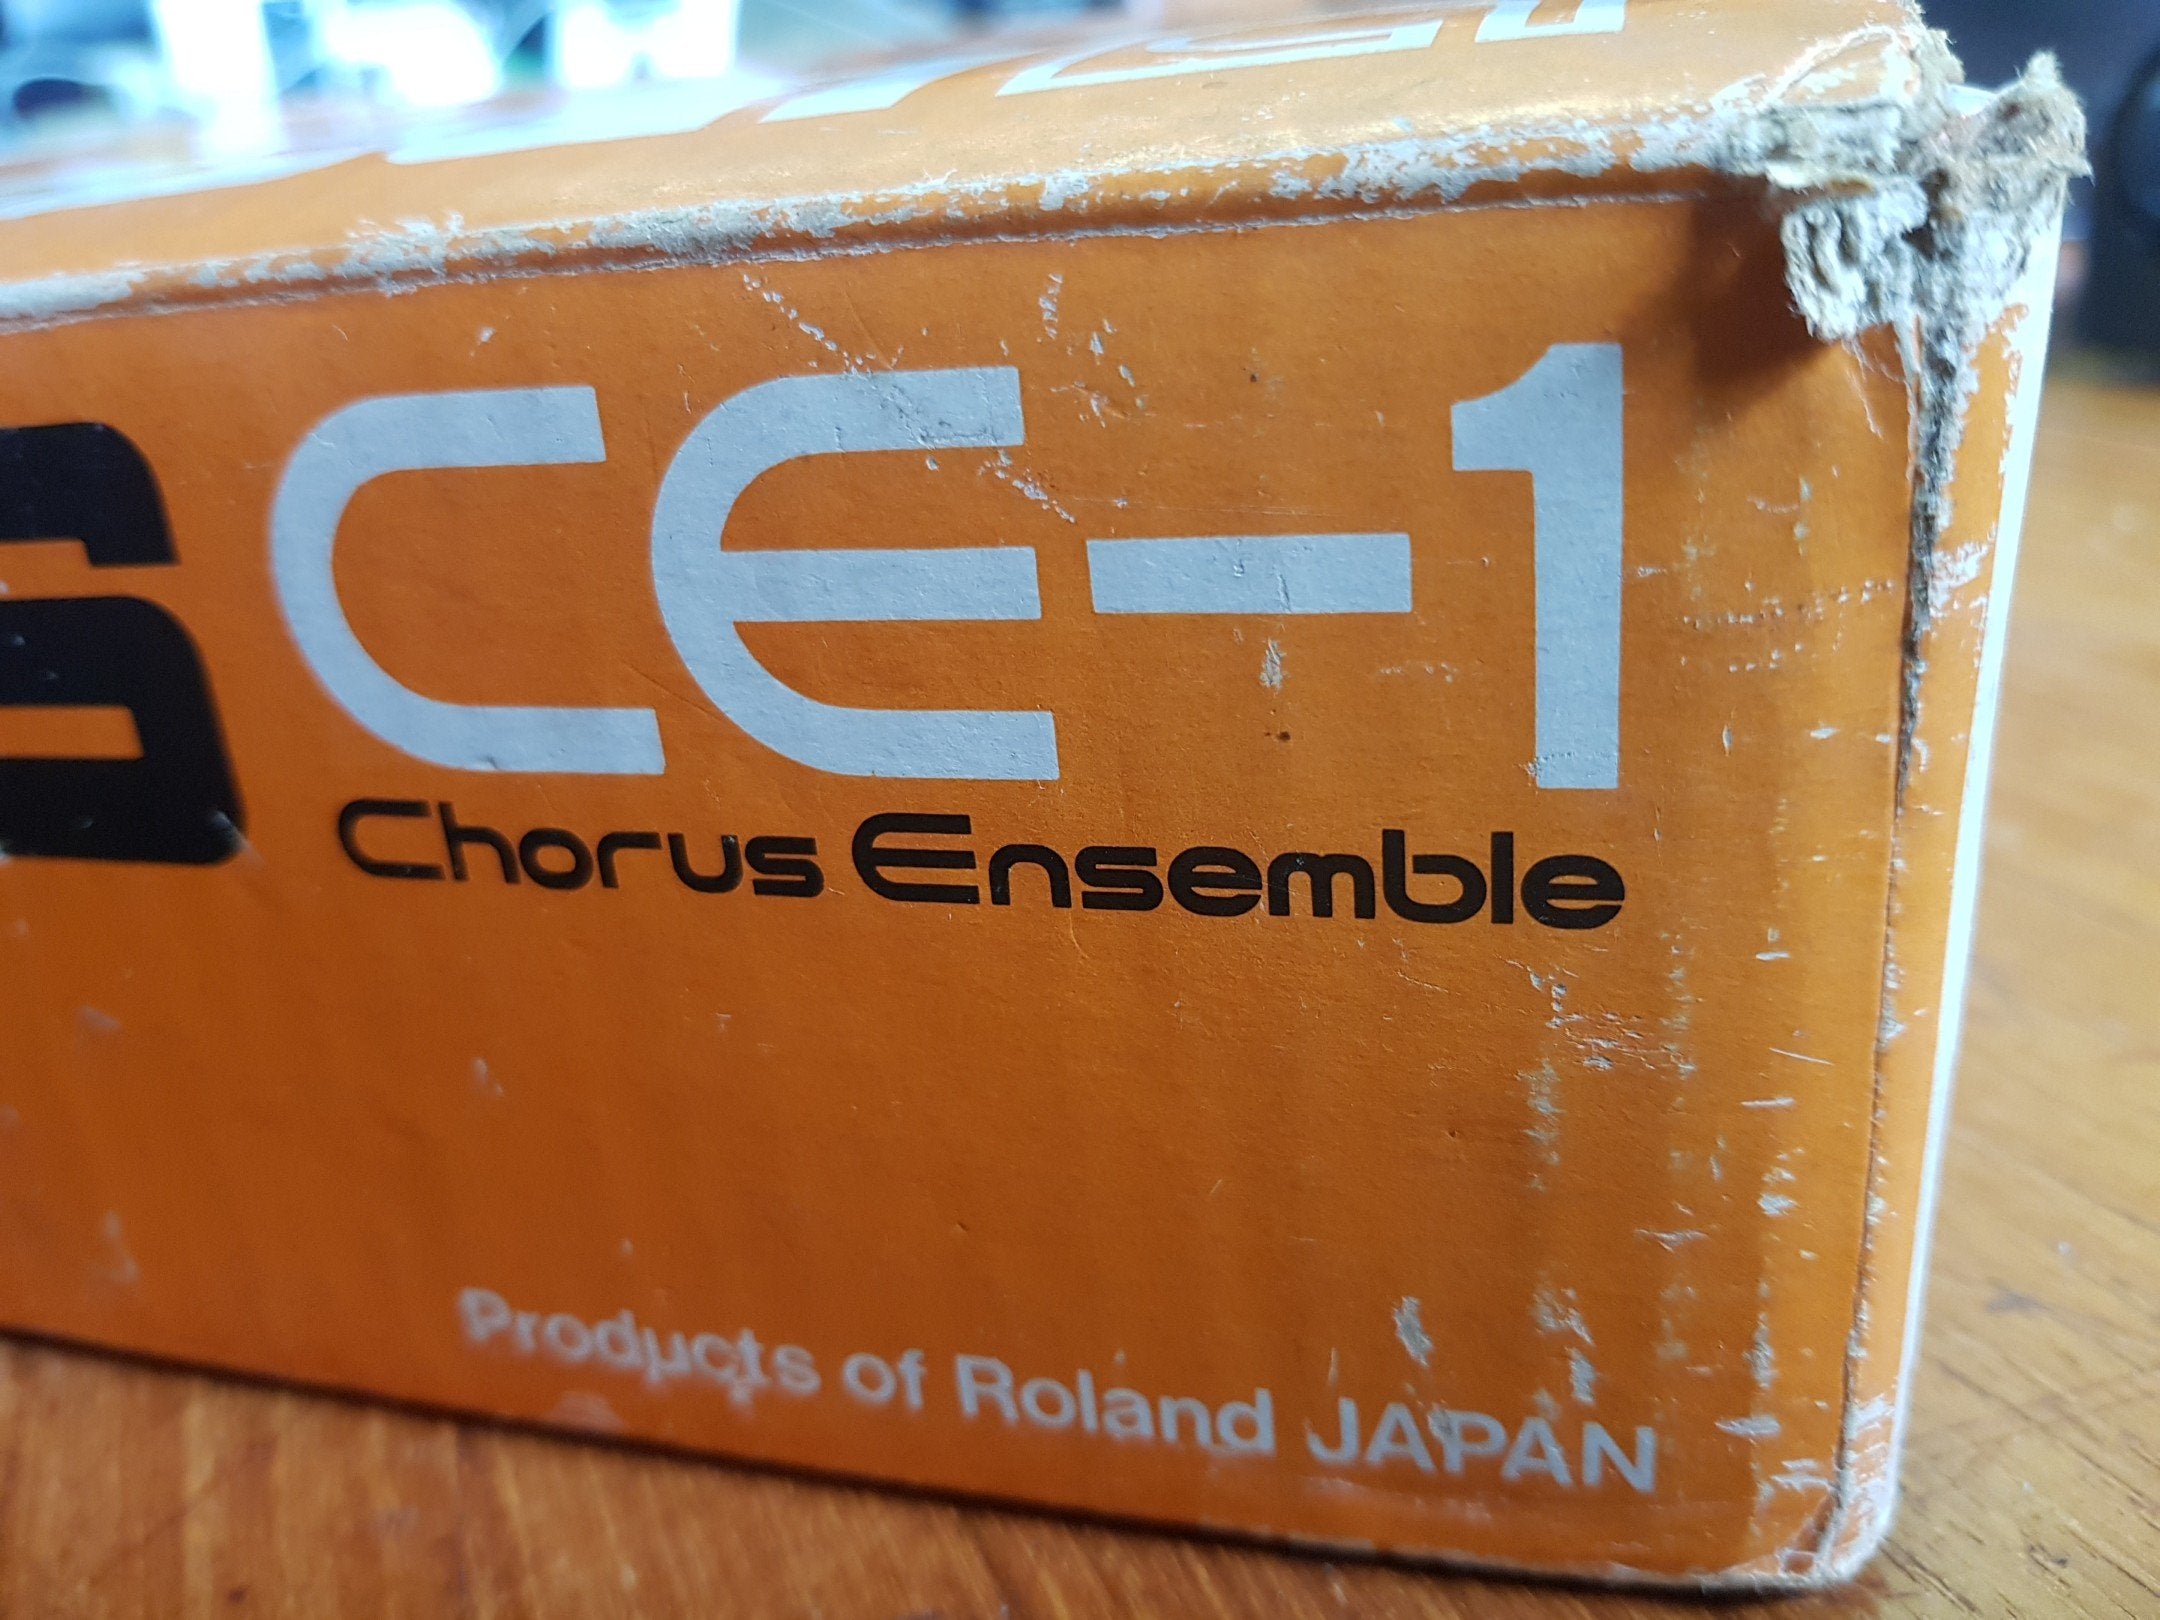 CE-1
Chorus Ensemble
Products of Roland JAPAN